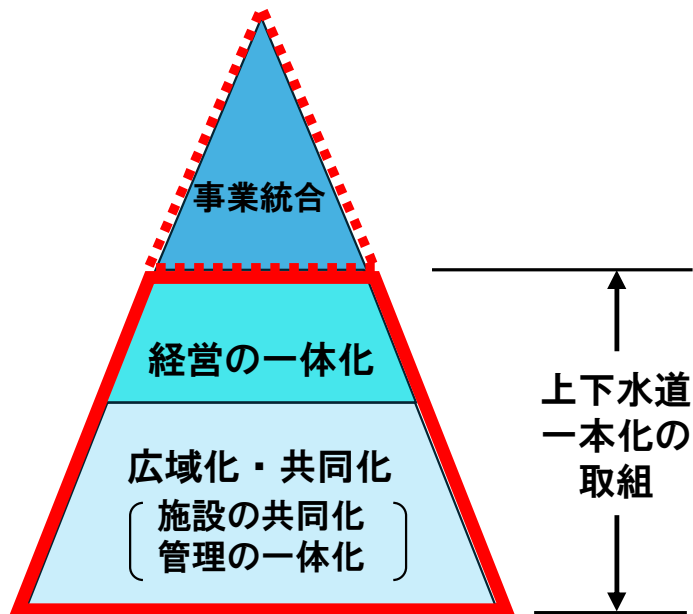 事業統合
経営の一体化
広域化・共同化
施設の共同化
管理の一体化
上下水道
一本化の
取組